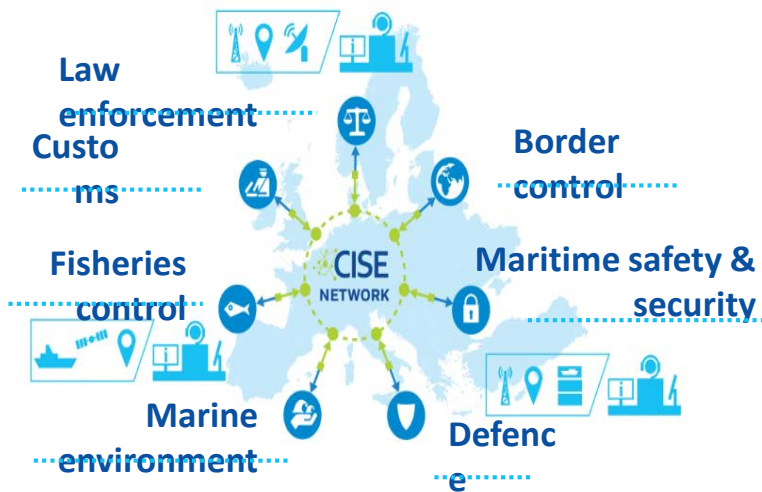 Law
enforcement
Custo
ms
Border
control
CISE
NETWORK
Fisheries
control
Maritime safety &
security
Marine
environment
Defenc
e